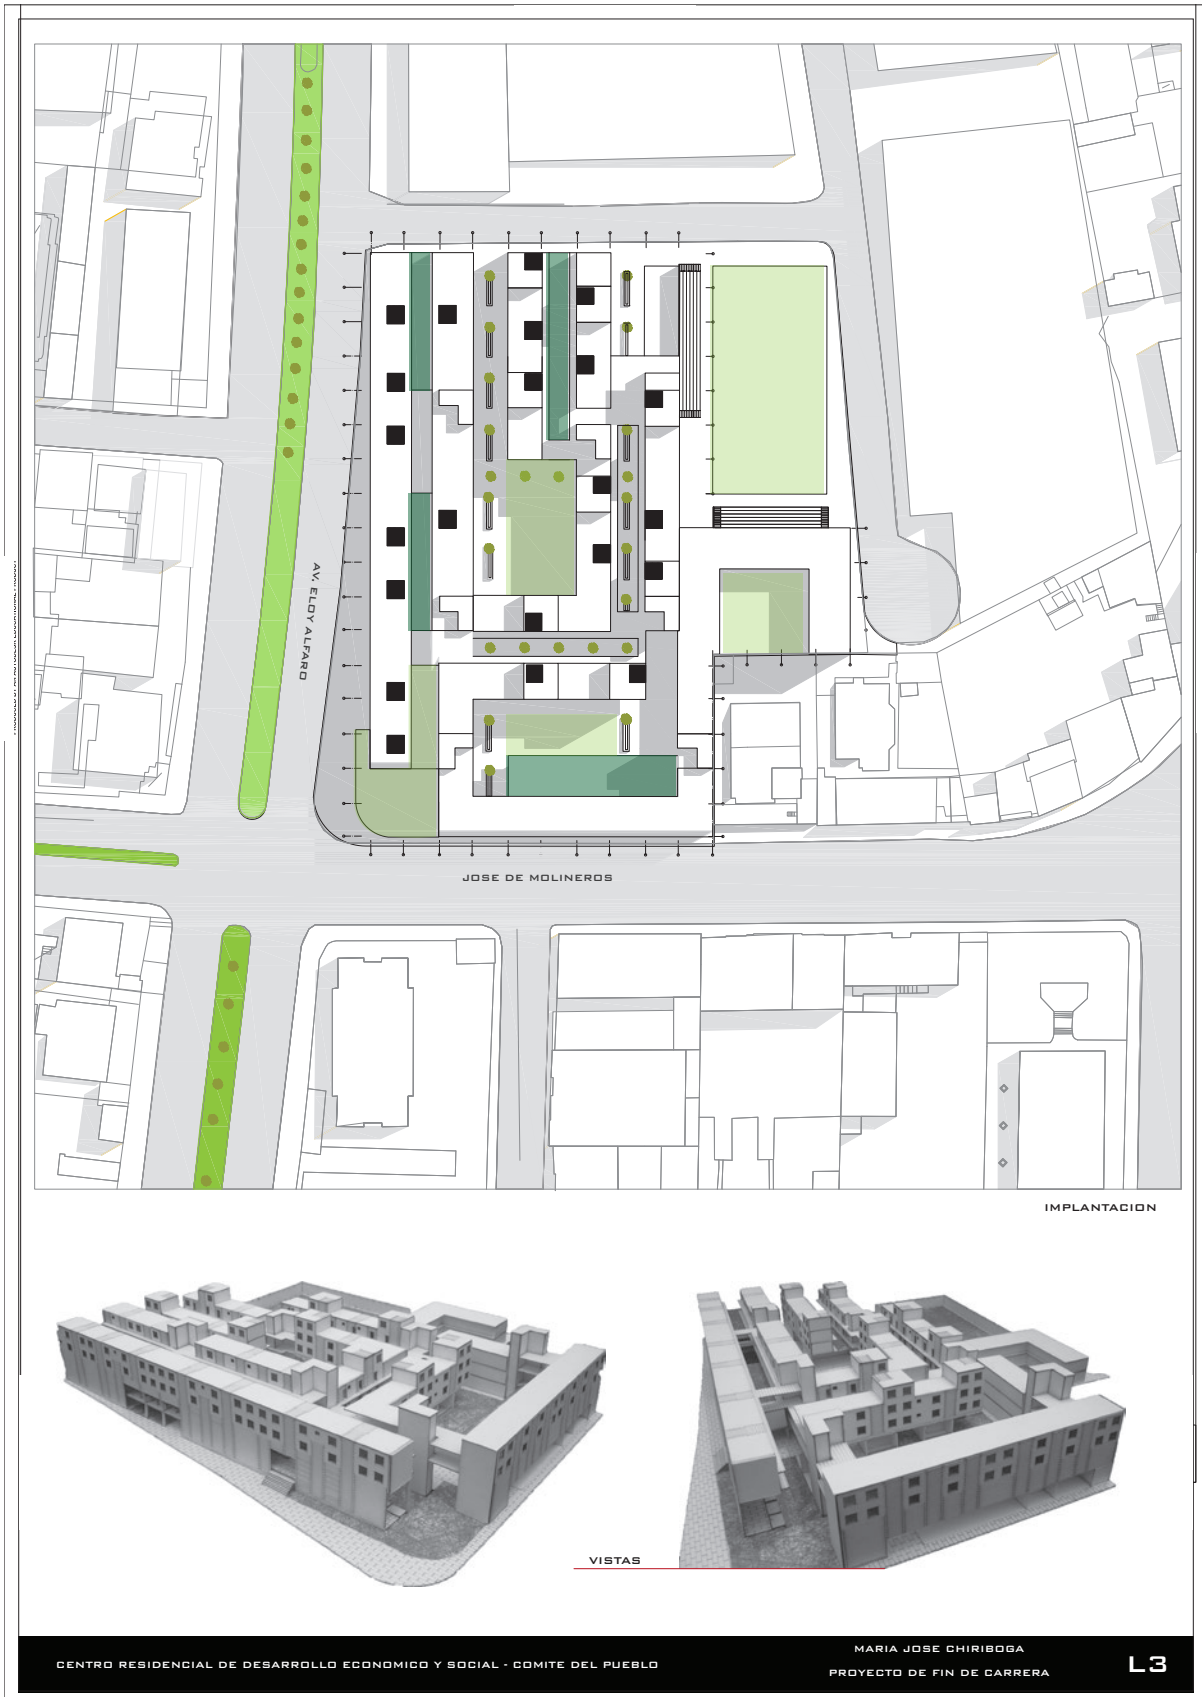 AV. ELOY ALFARO
JOSE DE MOLINEROS
IMPLANTACION
VISTAS
CENTRO RESIDENCIAL DE DESARROLLO ECONOMICO Y SOCIAL - COMITE DEL PUEBLO
MARIA JOSE CHIRIBOGA
PROYECTO DE FIN DE CARRERA
L3